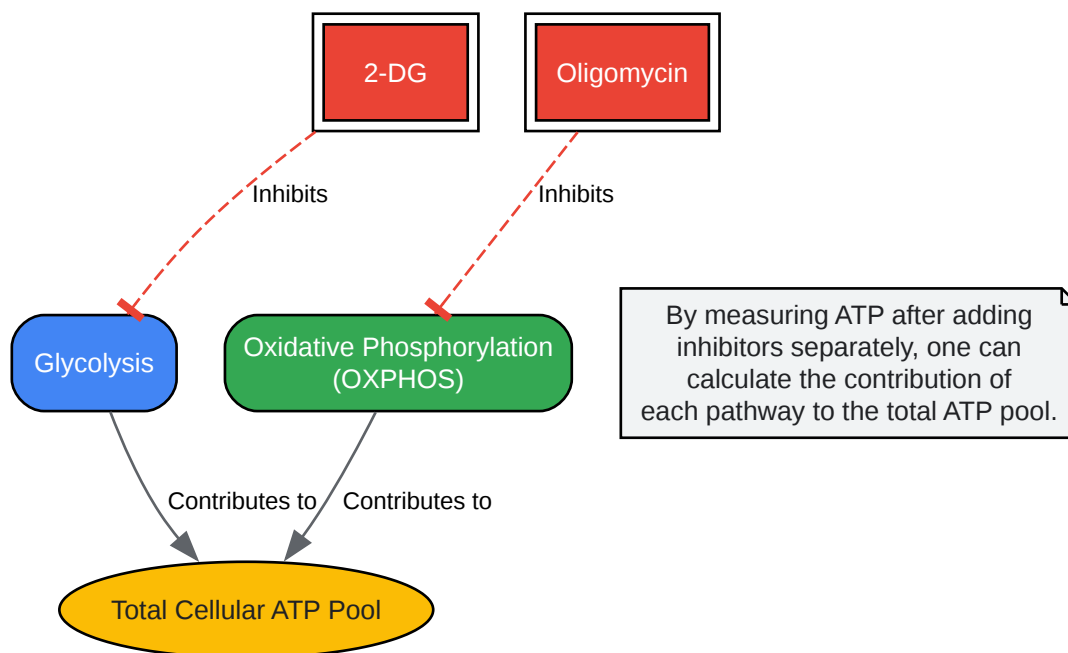 2-DG
Oligomycin
Inhibits
Inhibits
Glycolysis
Oxidative Phosphorylation
(OXPHOS)
By measuring ATP after adding
inhibitors separately, one can
calculate the contribution of
each pathway to the total ATP pool.
Contributes to
Contributes to
Total Cellular ATP Pool